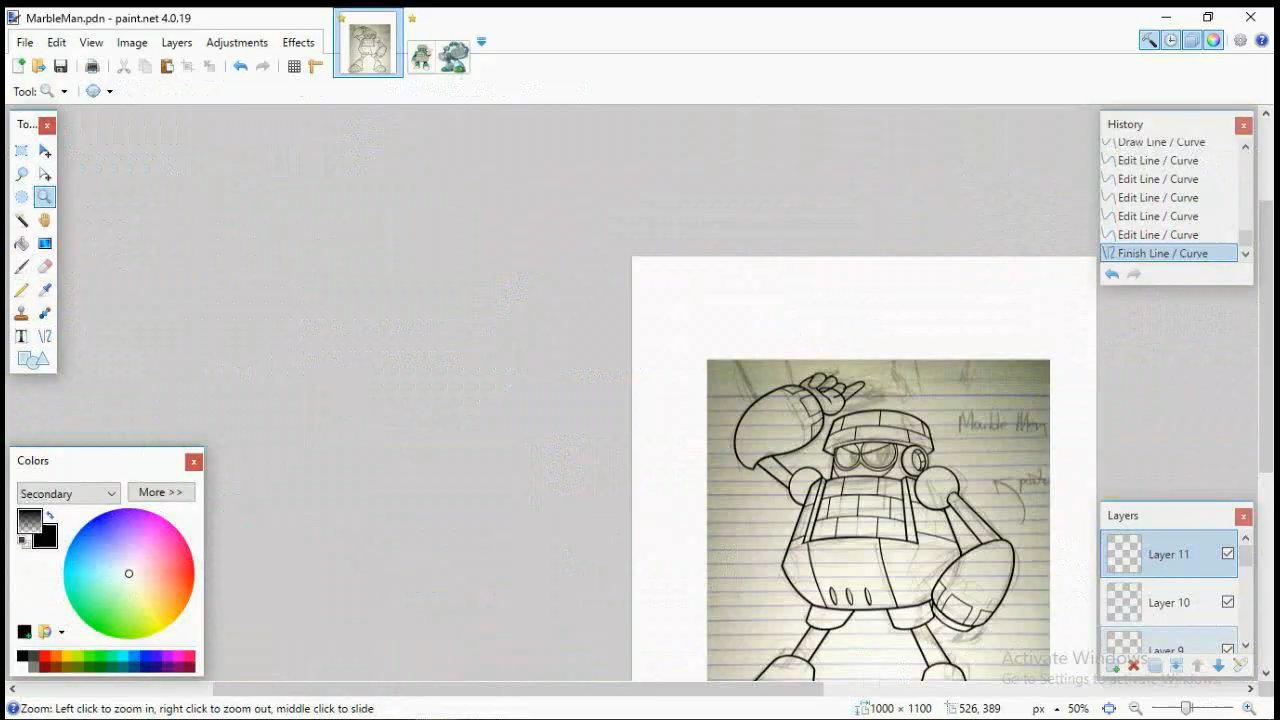 MarbleMan.pdn - paint.net 4.0.19
File Edit View Image Layers Adjustments Effects
Tool:
To...
History
Draw Line / Curve
Edit Line / Curve
Edit Line / Curve
Edit Line / Curve
Edit Line / Curve
Edit Line / Curve
Finish Line / Curve
Marble Man
Colors
Secondary
More >>
Layers
Layer 11
Layer 10
Layer 9
Activate Windows
Go to Settings to activate Windows.
Zoom: Left click to zoom in, right click to zoom out, middle click to slide
1000 × 1100
526, 389
px
50%